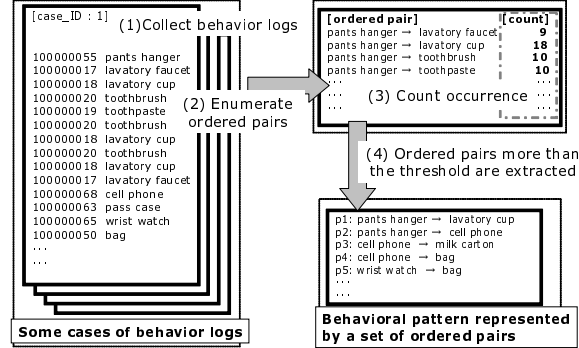 [case_ID : 1]
(1)Collect behavior logs
100000055 pants hanger
100000017 lavatory faucet
100000018 lavatory cup
100000020 toothbrush
100000019 toothpaste
100000020 toothbrush
100000018 lavatory cup
100000020 toothbrush
100000018 lavatory cup
100000017 lavatory faucet
100000068 cell phone
100000063 pass case
100000065 wrist watch
100000050 bag
...
...
Some cases of behavior logs
(2) Enumerate
ordered pairs
[ordered pair] [count]
pants hanger → lavatory faucet 9
pants hanger → lavatory cup 18
pants hanger → toothbrush 10
pants hanger → toothpaste 10
... ...
... ...
... ...
(3) Count occurrence
(4) Ordered pairs more than
the threshold are extracted
p1: pants hanger → lavatory cup
p2: pants hanger → cell phone
p3: cell phone → milk carton
p4: cell phone → bag
p5: wrist watch → bag
...
...
Behavioral pattern represented
by a set of ordered pairs